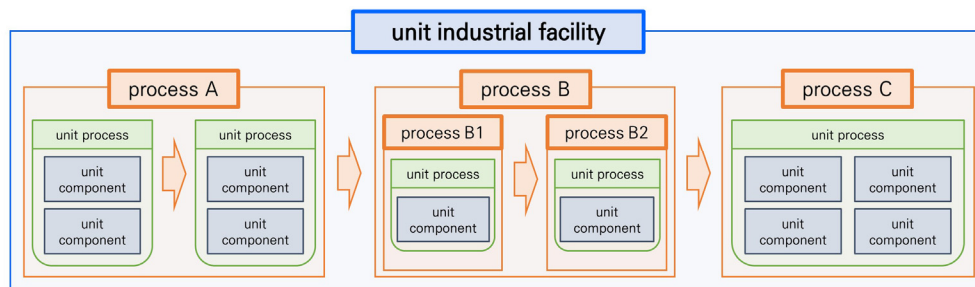 unit industrial facility
process A
process B
process C
unit process
unit
component
unit
component
unit process
unit
component
unit
component
process B1
unit process
unit
component
process B2
unit process
unit
component
unit process
unit
component
unit
component
unit
component
unit
component